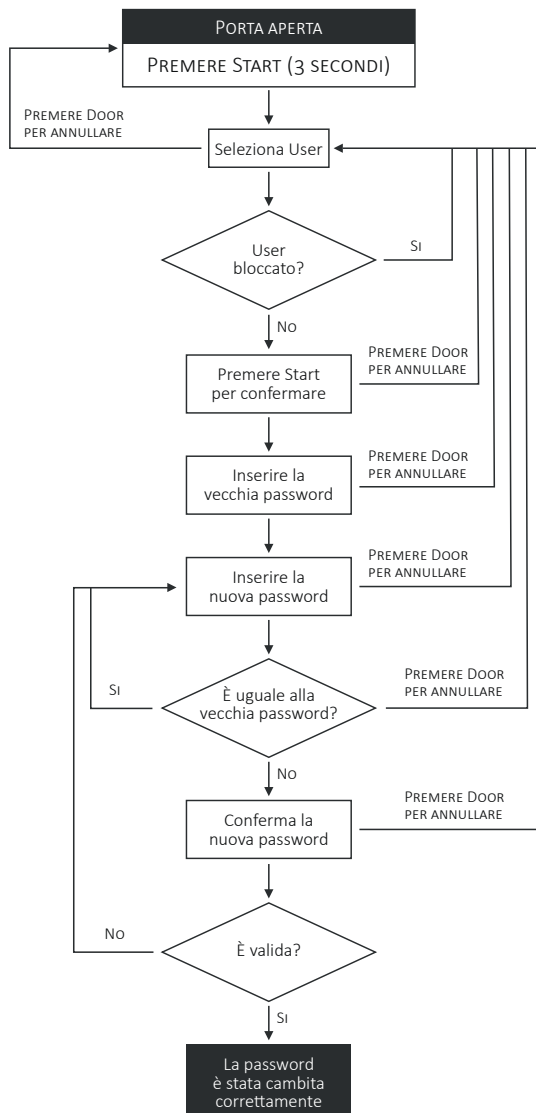 PORTA APERTA
PREMERE START (3 SECONDI)
PREMERE DOOR
PER ANNULLARE
Seleziona User
User
bloccato?
SI
NO
Premere Start
per confermare
PREMERE DOOR
PER ANNULLARE
Inserire la
vecchia password
PREMERE DOOR
PER ANNULLARE
Inserire la
nuova password
PREMERE DOOR
PER ANNULLARE
È uguale alla
vecchia password?
SI
PREMERE DOOR
PER ANNULLARE
NO
Conferma la
nuova password
PREMERE DOOR
PER ANNULLARE
È valida?
NO
SI
La password
è stata cambita
correttamente